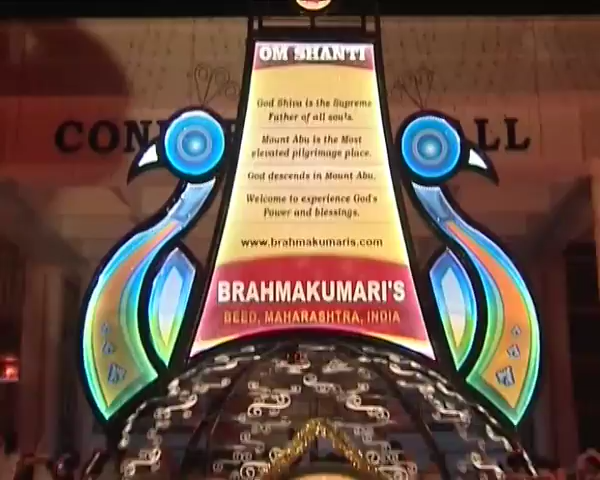 OM SHANTI
God Shiva is the Supreme
Father of all souls.
Mount Abu is the Most
elevated pilgrimage place.
God descends in Mount Abu.
Welcome to experience God's
Power and blessings.
www.brahmakumaris.com
BRAHMAKUMARI'S
BEED, MAHARASHTRA, INDIA